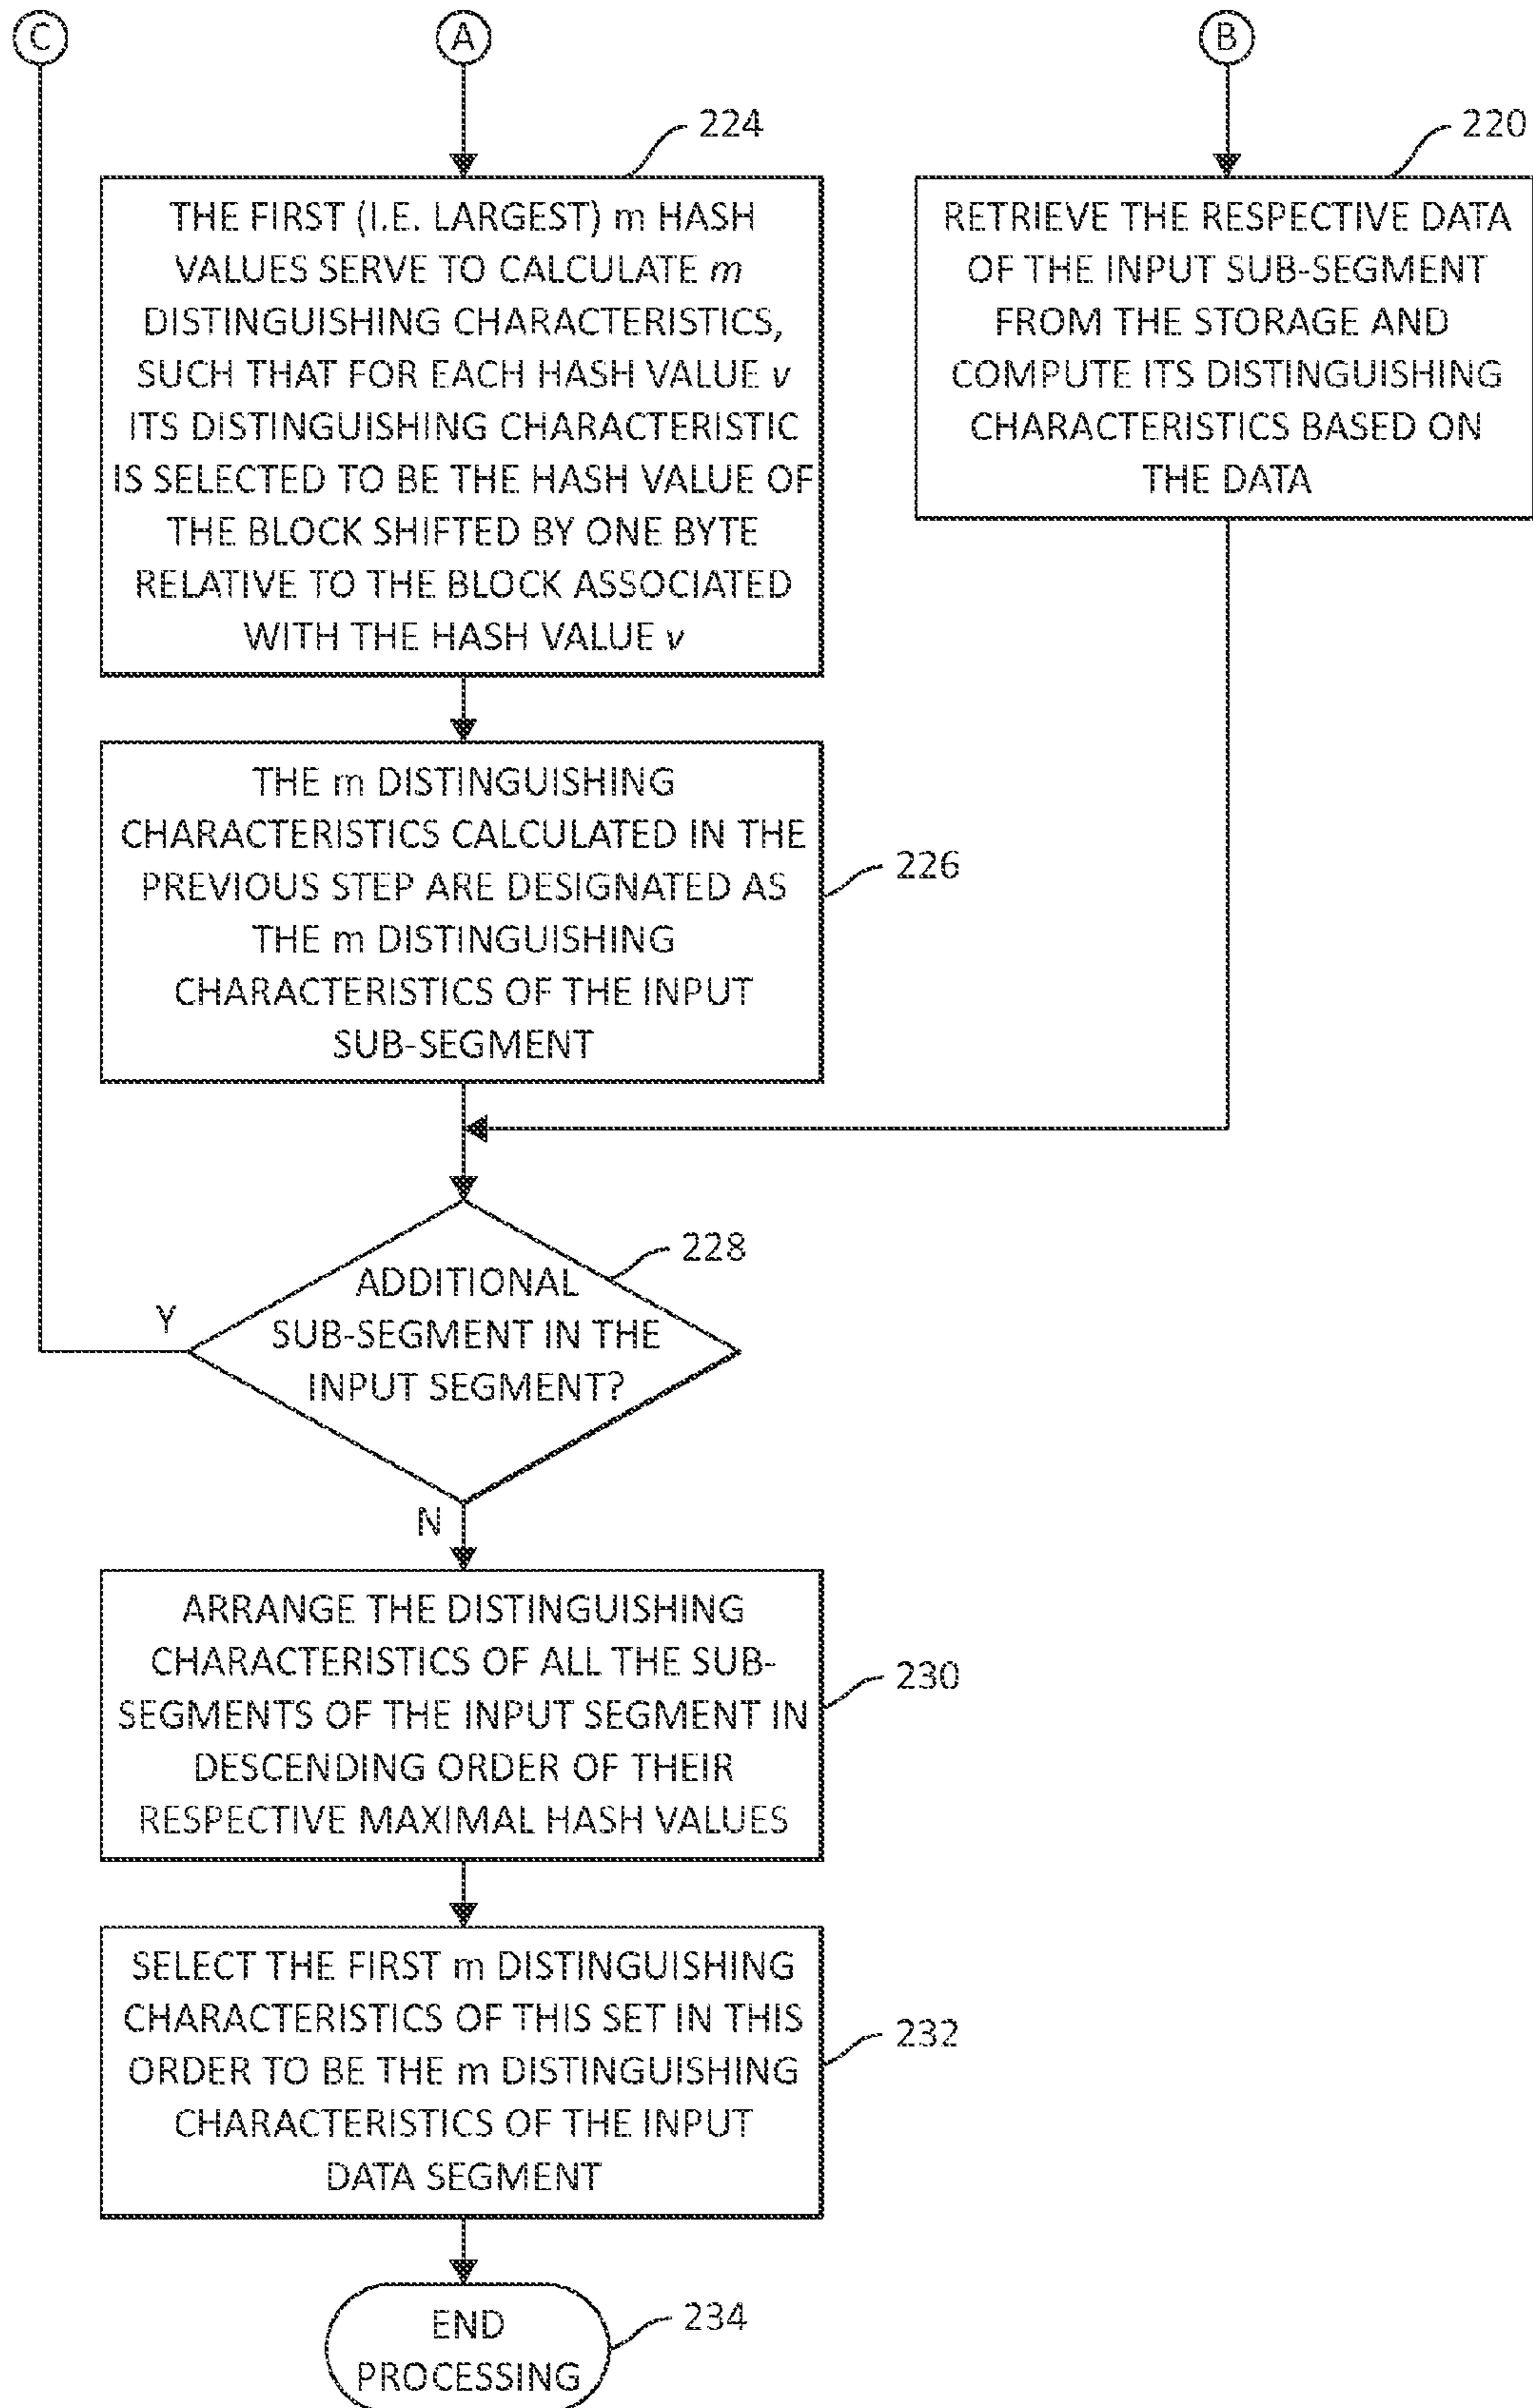 C
A
B
224
THE FIRST (I.E. LARGEST) m HASH
VALUES SERVE TO CALCULATE m
DISTINGUISHING CHARACTERISTICS,
SUCH THAT FOR EACH HASH VALUE v
ITS DISTINGUISHING CHARACTERISTIC
IS SELECTED TO BE THE HASH VALUE OF
THE BLOCK SHIFTED BY ONE BYTE
RELATIVE TO THE BLOCK ASSOCIATED
WITH THE HASH VALUE v
220
RETRIEVE THE RESPECTIVE DATA
OF THE INPUT SUB-SEGMENT
FROM THE STORAGE AND
COMPUTE ITS DISTINGUISHING
CHARACTERISTICS BASED ON
THE DATA
THE m DISTINGUISHING
CHARACTERISTICS CALCULATED IN THE
PREVIOUS STEP ARE DESIGNATED AS
THE m DISTINGUISHING
CHARACTERISTICS OF THE INPUT
SUB-SEGMENT
226
228
ADDITIONAL
SUB-SEGMENT IN THE
INPUT SEGMENT?
Y
N
ARRANGE THE DISTINGUISHING
CHARACTERISTICS OF ALL THE SUB-
SEGMENTS OF THE INPUT SEGMENT IN
DESCENDING ORDER OF THEIR
RESPECTIVE MAXIMAL HASH VALUES
230
SELECT THE FIRST m DISTINGUISHING
CHARACTERISTICS OF THIS SET IN THIS
ORDER TO BE THE m DISTINGUISHING
CHARACTERISTICS OF THE INPUT
DATA SEGMENT
232
END
PROCESSING
234